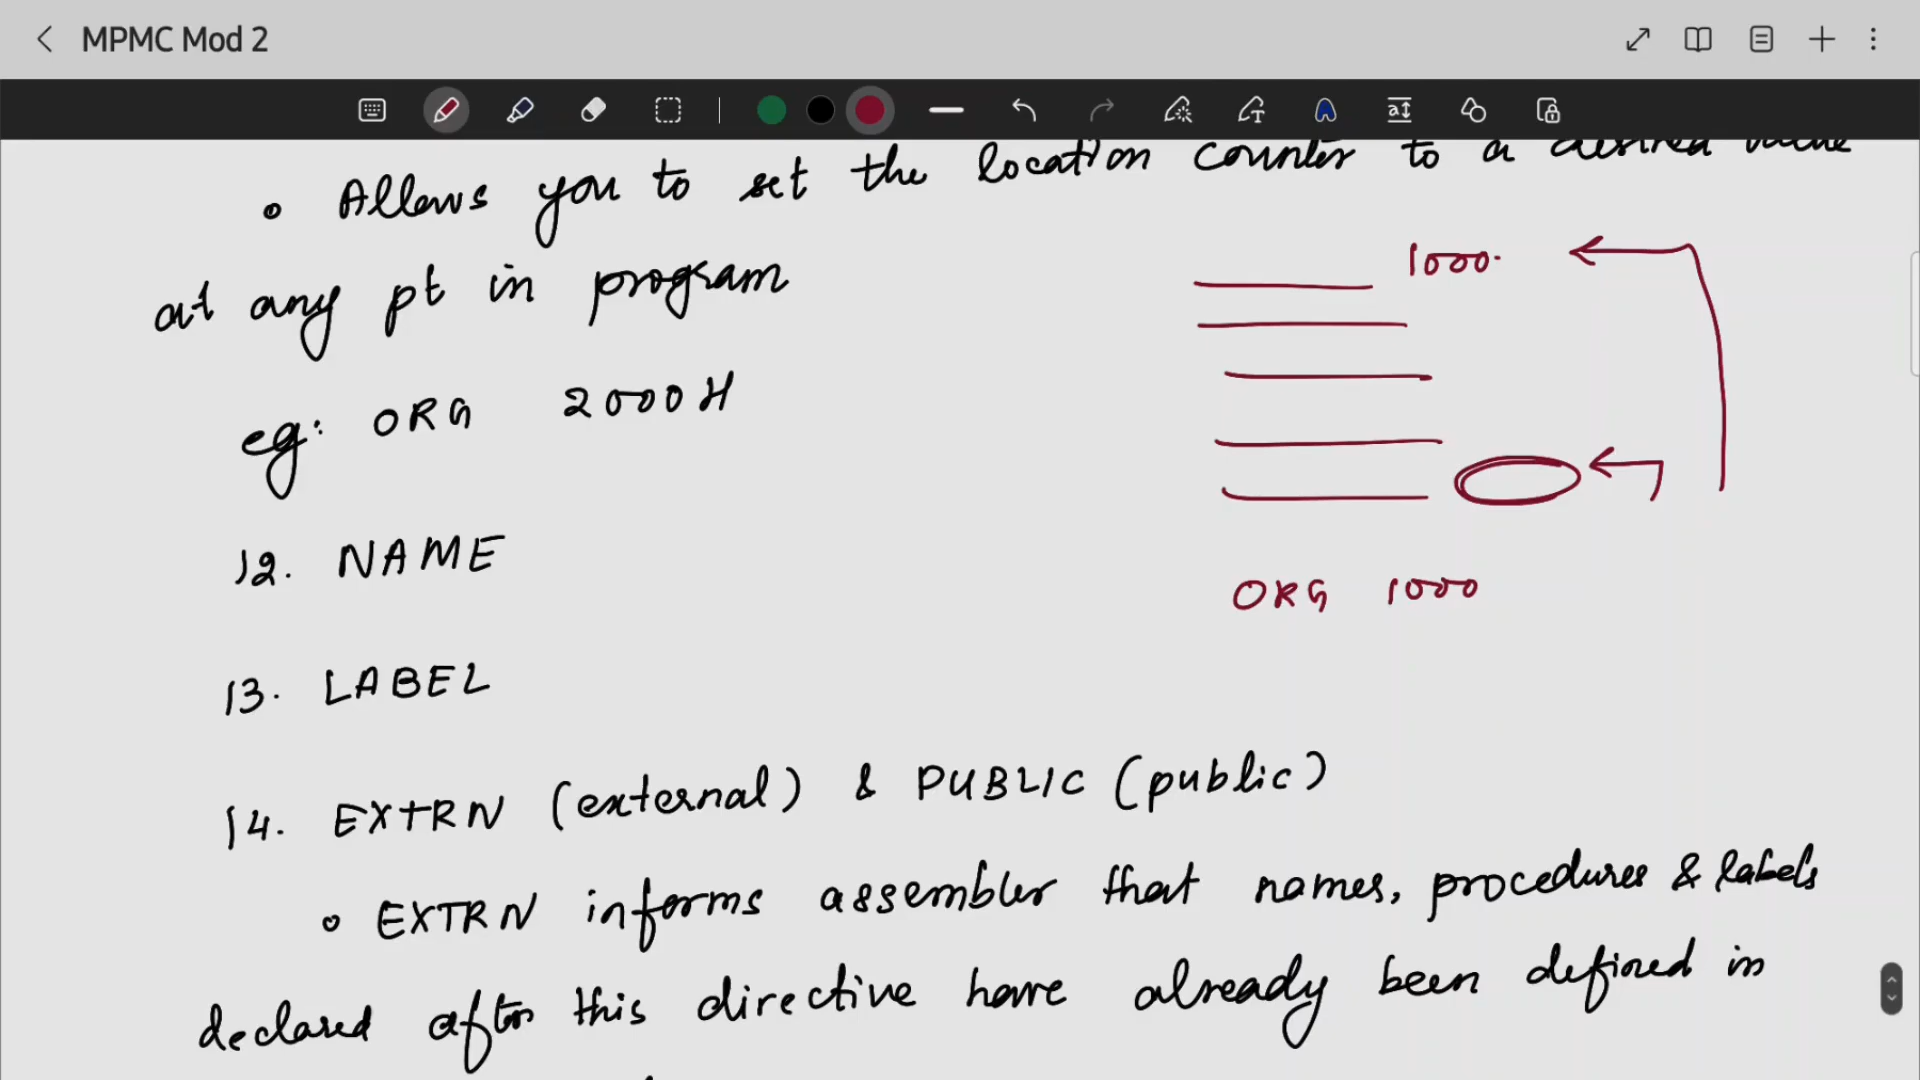 MPMC Mod 2
• Allows you to set the location counter to a desired value
at any pt in program
1000.
eg: ORG 2000H
12. NAME
ORG 1000
13. LABEL
14. EXTRN (external) & PUBLIC (public)
• EXTRN informs assembler that names, procedures & labels
declared after this directive have already been defined in